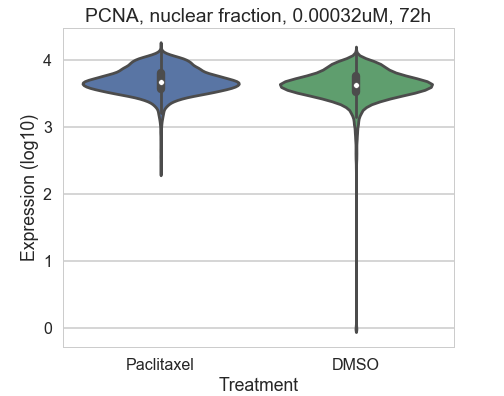 PCNA, nuclear fraction, 0.00032uM, 72h
Expression (log10)
4
3
2
1
0
Paclitaxel DMSO
Treatment